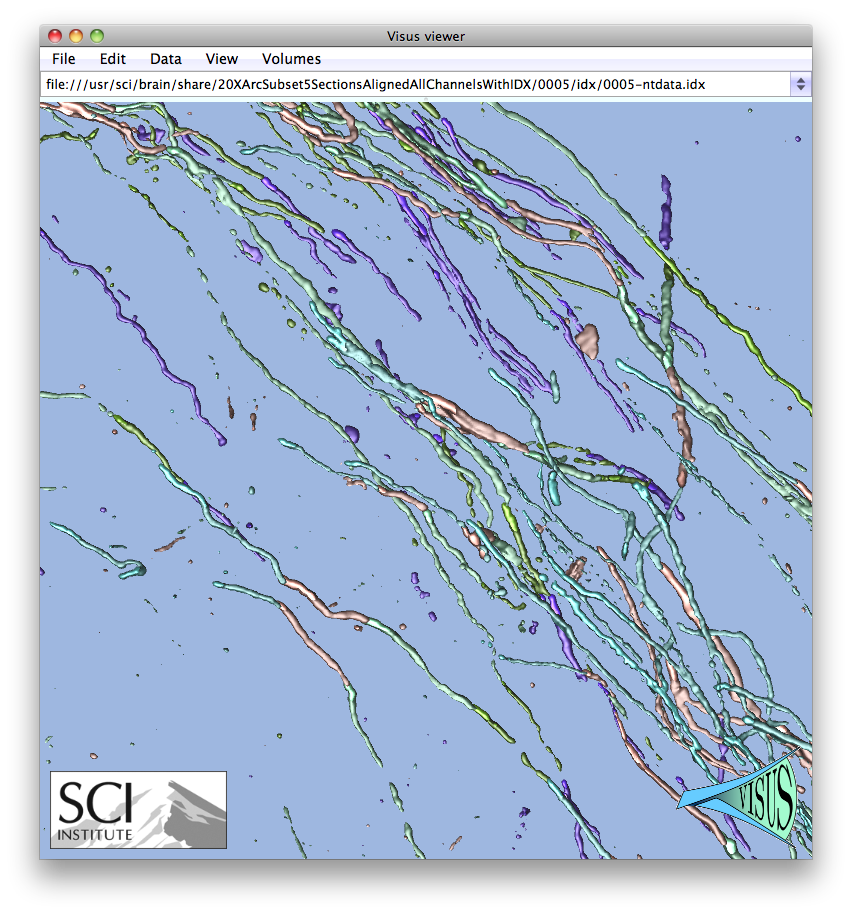 Visus viewer
File Edit Data View Volumes
file:///usr/sci/brain/share/20XArcSubset5SectionsAlignedAllChannelsWithIDX/0005/idx/0005-ntdata.idx
SCI
INSTITUTE
VISUS